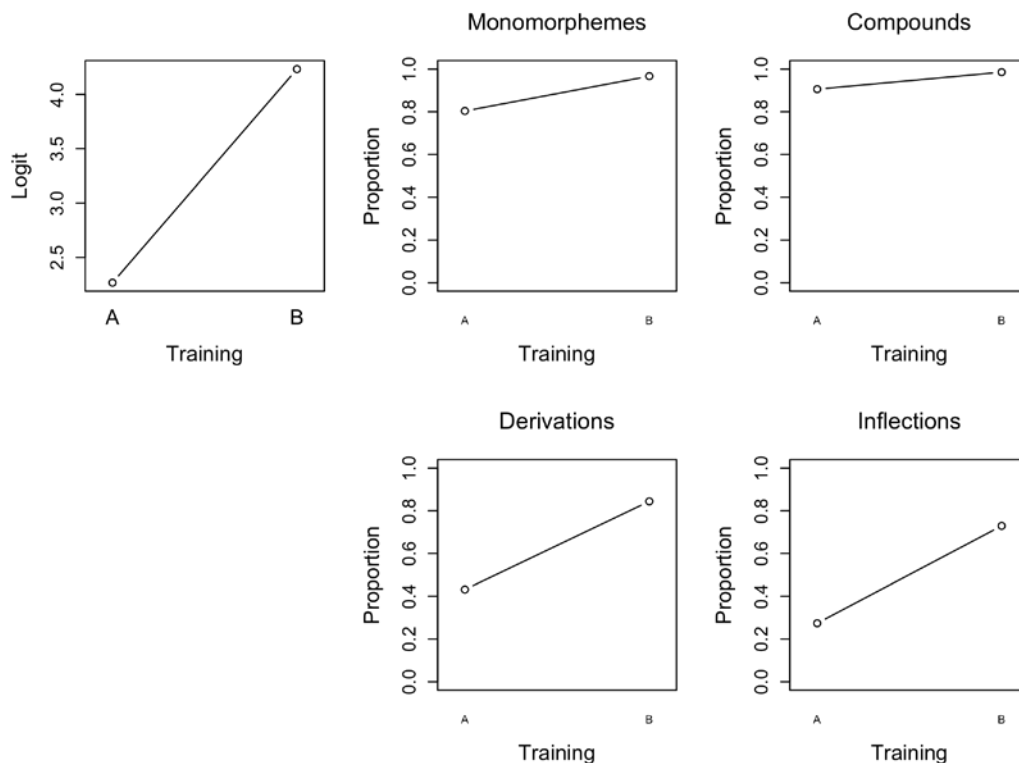 Monomorphemes
Compounds
Logit
2.5 3.0 3.5 4.0
A B
Training
Proportion
0.0 0.2 0.4 0.6 0.8 1.0
A B
Training
Proportion
0.0 0.2 0.4 0.6 0.8 1.0
A B
Training
Derivations
Inflections
Proportion
0.0 0.2 0.4 0.6 0.8 1.0
A B
Training
Proportion
0.0 0.2 0.4 0.6 0.8 1.0
A B
Training